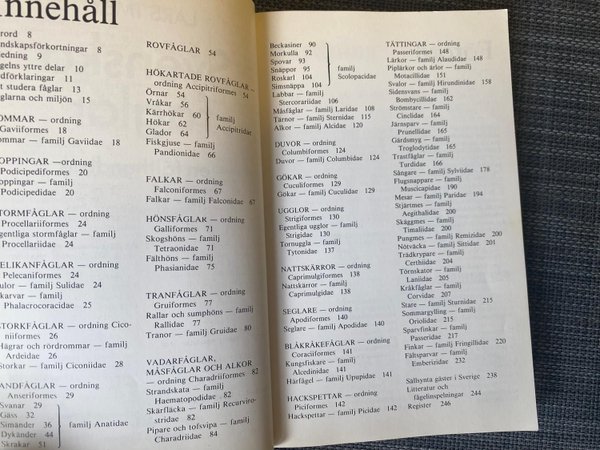 Innehåll
rord 8
ndskapsförkortningar 8
edning 9
gelns yttre delar 10
dförklaringar 11
t studera fåglar 13
glarna och miljön 15
OMMAR — ordning
Gaviiformes 18
ommar — familj Gaviidae 18
OPPINGAR — ordning
Podicipediformes 20
oppingar — familj
Podicipedidae 20
TORMFÅGLAR — ordning
Procellariiformes 24
gentliga stormfåglar — familj
Procellariidae 24
ELIKANFÅGLAR — ordning
Pelecaniformes 24
ulor — familj Sulidae 24
karvar — familj
Phalacrocoracidae 25
STORKFÅGLAR — ordning Cico-
niiformes 26
Hägrar och rördrommar — familj
Ardeidae 26
Storkar — familj Ciconiidae 28
ANDFÅGLAR — ordning
Anseriformes 29
Svanar 29
Gäss 32
Simänder 36
Dykänder 44
Skrakar 51
familj Anatidae
ROVFÅGLAR 54
HÖKARTADE ROVFÅGLAR —
ordning Accipitriformes 54
Örnar 54
Vråkar 56
Kärrhökar 60
Hökar 62
Glador 64
familj
Accipitridae
Fiskgjuse — familj
Pandionidae 66
FALKAR — ordning
Falconiformes 67
Falkar — familj Falconidae 67
HÖNSFÅGLAR — ordning
Galliformes 71
Skogshöns — familj
Tetraonidae 71
Fälthöns — familj
Phasianidae 75
TRANFÅGLAR — ordning
Gruiformes 77
Rallar och sumphöns — familj
Rallidae 77
Tranor — familj Gruidae 80
VADARFÅGLAR,
MÅSFÅGLAR OCH ALKOR
— ordning Charadriiformes 82
Strandskata — familj
Haematopodidae 82
Skärfläcka — familj Recurviro-
stridae 82
Pipare och tofsvipa — familj
Charadriidae 84
Beckasiner 90
Morkulla 92
Spovar 93
Snäppor 95
Roskarl 104
Simsnäppa 104
familj
Scolopacidae
Labbar — familj
Stercorariidae 106
Måsfåglar — familj Laridae 108
Tärnor — familj Sternidae 115
Alkor — familj Alcidae 120
DUVOR — ordning
Columbiformes 124
Duvor — familj Columbidae 124
GÖKAR — ordning
Cuculiformes 129
Gökar — familj Cuculidae 129
UGGLOR — ordning
Strigiformes 130
Egentliga ugglor — familj
Strigidae 130
Tornuggla — familj
Tytonidae 137
NATTSKÄRROR — ordning
Caprimulgiformes 138
Nattskärror — familj
Caprimulgidae 138
SEGLARE — ordning
Apodiformes 140
Seglare — familj Apodidae 140
BLÅKRÅKEFÅGLAR — ordning
Coraciiformes 141
Kungsfiskare — familj
Alcedinidae 141
Härfågel — familj Upupidae 141
HACKSPETTAR — ordning
Piciformes 142
Hackspettar — familj Picidae 142
TÄTTINGAR — ordning
Passeriformes 148
Lärkor — familj Alaudidae 148
Piplärkor och ärlor — familj
Motacillidae 151
Svalor — familj Hirundinidae 158
Sidensvans — familj
Bombycillidae 162
Strömstare — familj
Cinclidae 162
Järnsparv — familj
Prunellidae 165
Gärdsmyg — familj
Troglodytidae 165
Trastfåglar — familj
Turdidae 166
Sångare — familj Sylviidae 178
Flugsnappare — familj
Muscicapidae 190
Mesar — familj Paridae 194
Stjärtmes — familj
Aegithalidae 200
Skäggmes — familj
Timaliidae 200
Pungmes — familj Remizidae 200
Nötväcka — familj Sittidae 201
Trädkrypare — familj
Certhiidae 204
Törnskator — familj
Laniidae 204
Kråkfåglar — familj
Corvidae 207
Stare — familj Sturnidae 215
Sommargylling — familj
Oriolidae 215
Sparvfinkar — familj
Passeridae 217
Finkar — familj Fringillidae 220
Fältsparvar — familj
Emberizidae 232
Sällsynta gäster i Sverige 238
Litteratur och
fågelinspelningar 244
Register 246